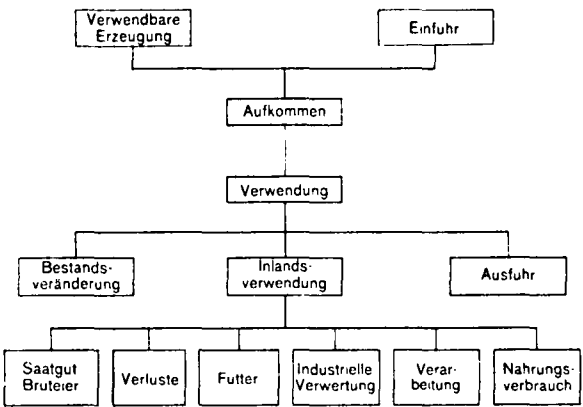 Verwendbare
Erzeugung
Einfuhr
Aufkommen
Verwendung
Bestands-
veränderung
Inlands-
verwendung
Ausfuhr
Saatgut
Bruteier
Verluste
Futter
Industrielle
Verwertung
Verar-
beitung
Nahrungs-
verbrauch